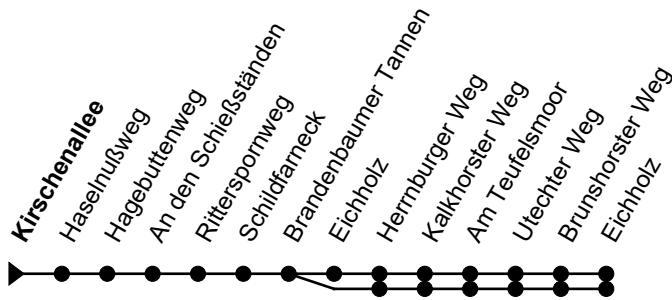 Kirschenallee
Haselnußweg
Hagebuttenweg
An den Schießständen
Ritterspornweg
Schildfarneck
Brandenbaumer Tannen
Eichholz
Herrnburger Weg
Kalkhorster Weg
Am Teufelsmoor
Utechter Weg
Brunshorster Weg
Eichholz